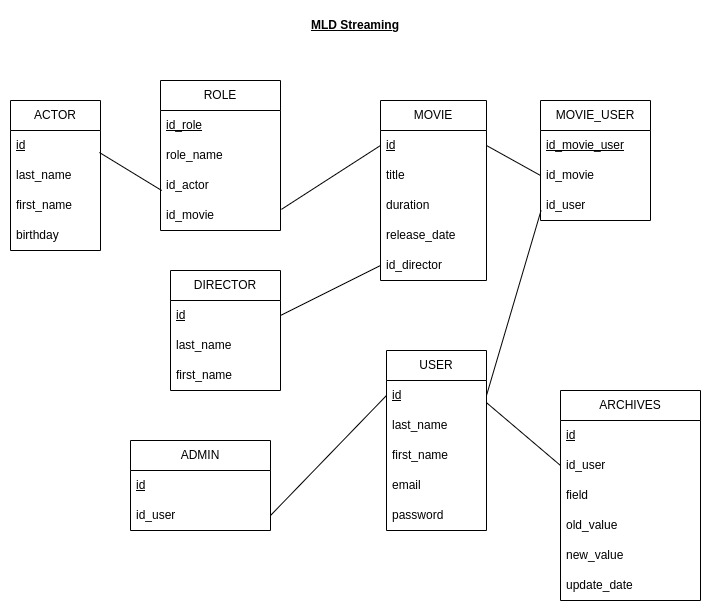 MLD Streaming
ACTOR
id
last_name
first_name
birthday
ROLE
id_role
role_name
id_actor
id_movie
MOVIE
id
title
duration
release_date
id_director
MOVIE_USER
id_movie_user
id_movie
id_user
DIRECTOR
id
last_name
first_name
USER
id
last_name
first_name
email
password
ADMIN
id
id_user
ARCHIVES
id
id_user
field
old_value
new_value
update_date